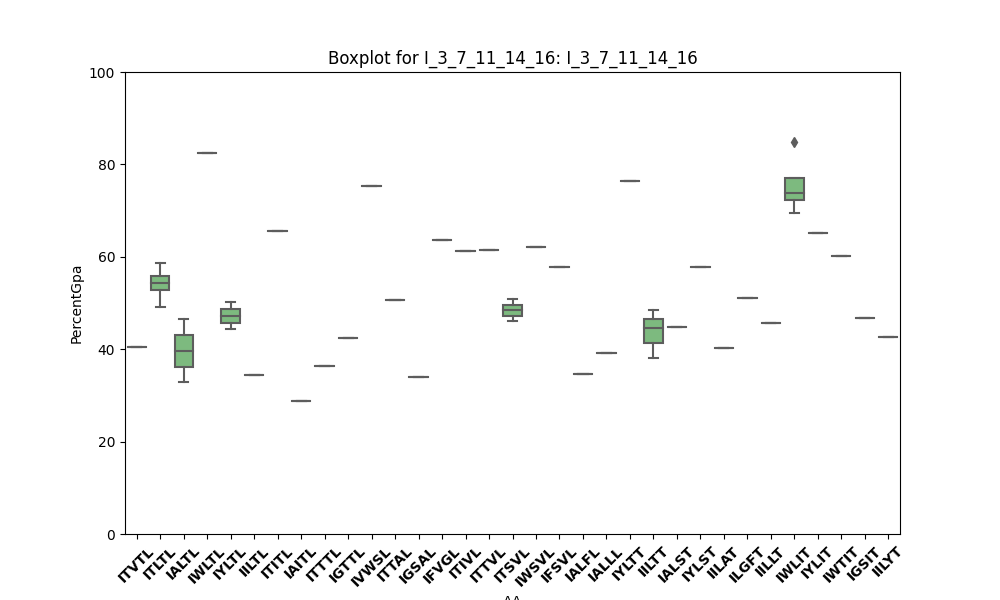 Boxplot for I_3_7_11_14_16: I_3_7_11_14_16
100
80
60
40
20
0
PercentGpa
ITVTL ITLTL IALTL IWLTL IYLTL IILTL ITITL IAITL ITTTL IGTTL IVWSL ITTAL IGSAL IFVGL ITIVL ITTVL ITSVL IWSVL IFSVL IALFL IALLL IYLTT IILTT IALST IYLST IILAT ILGFT IILLT IWLIT IYLIT IWTIT IGSIT IILYT
AA